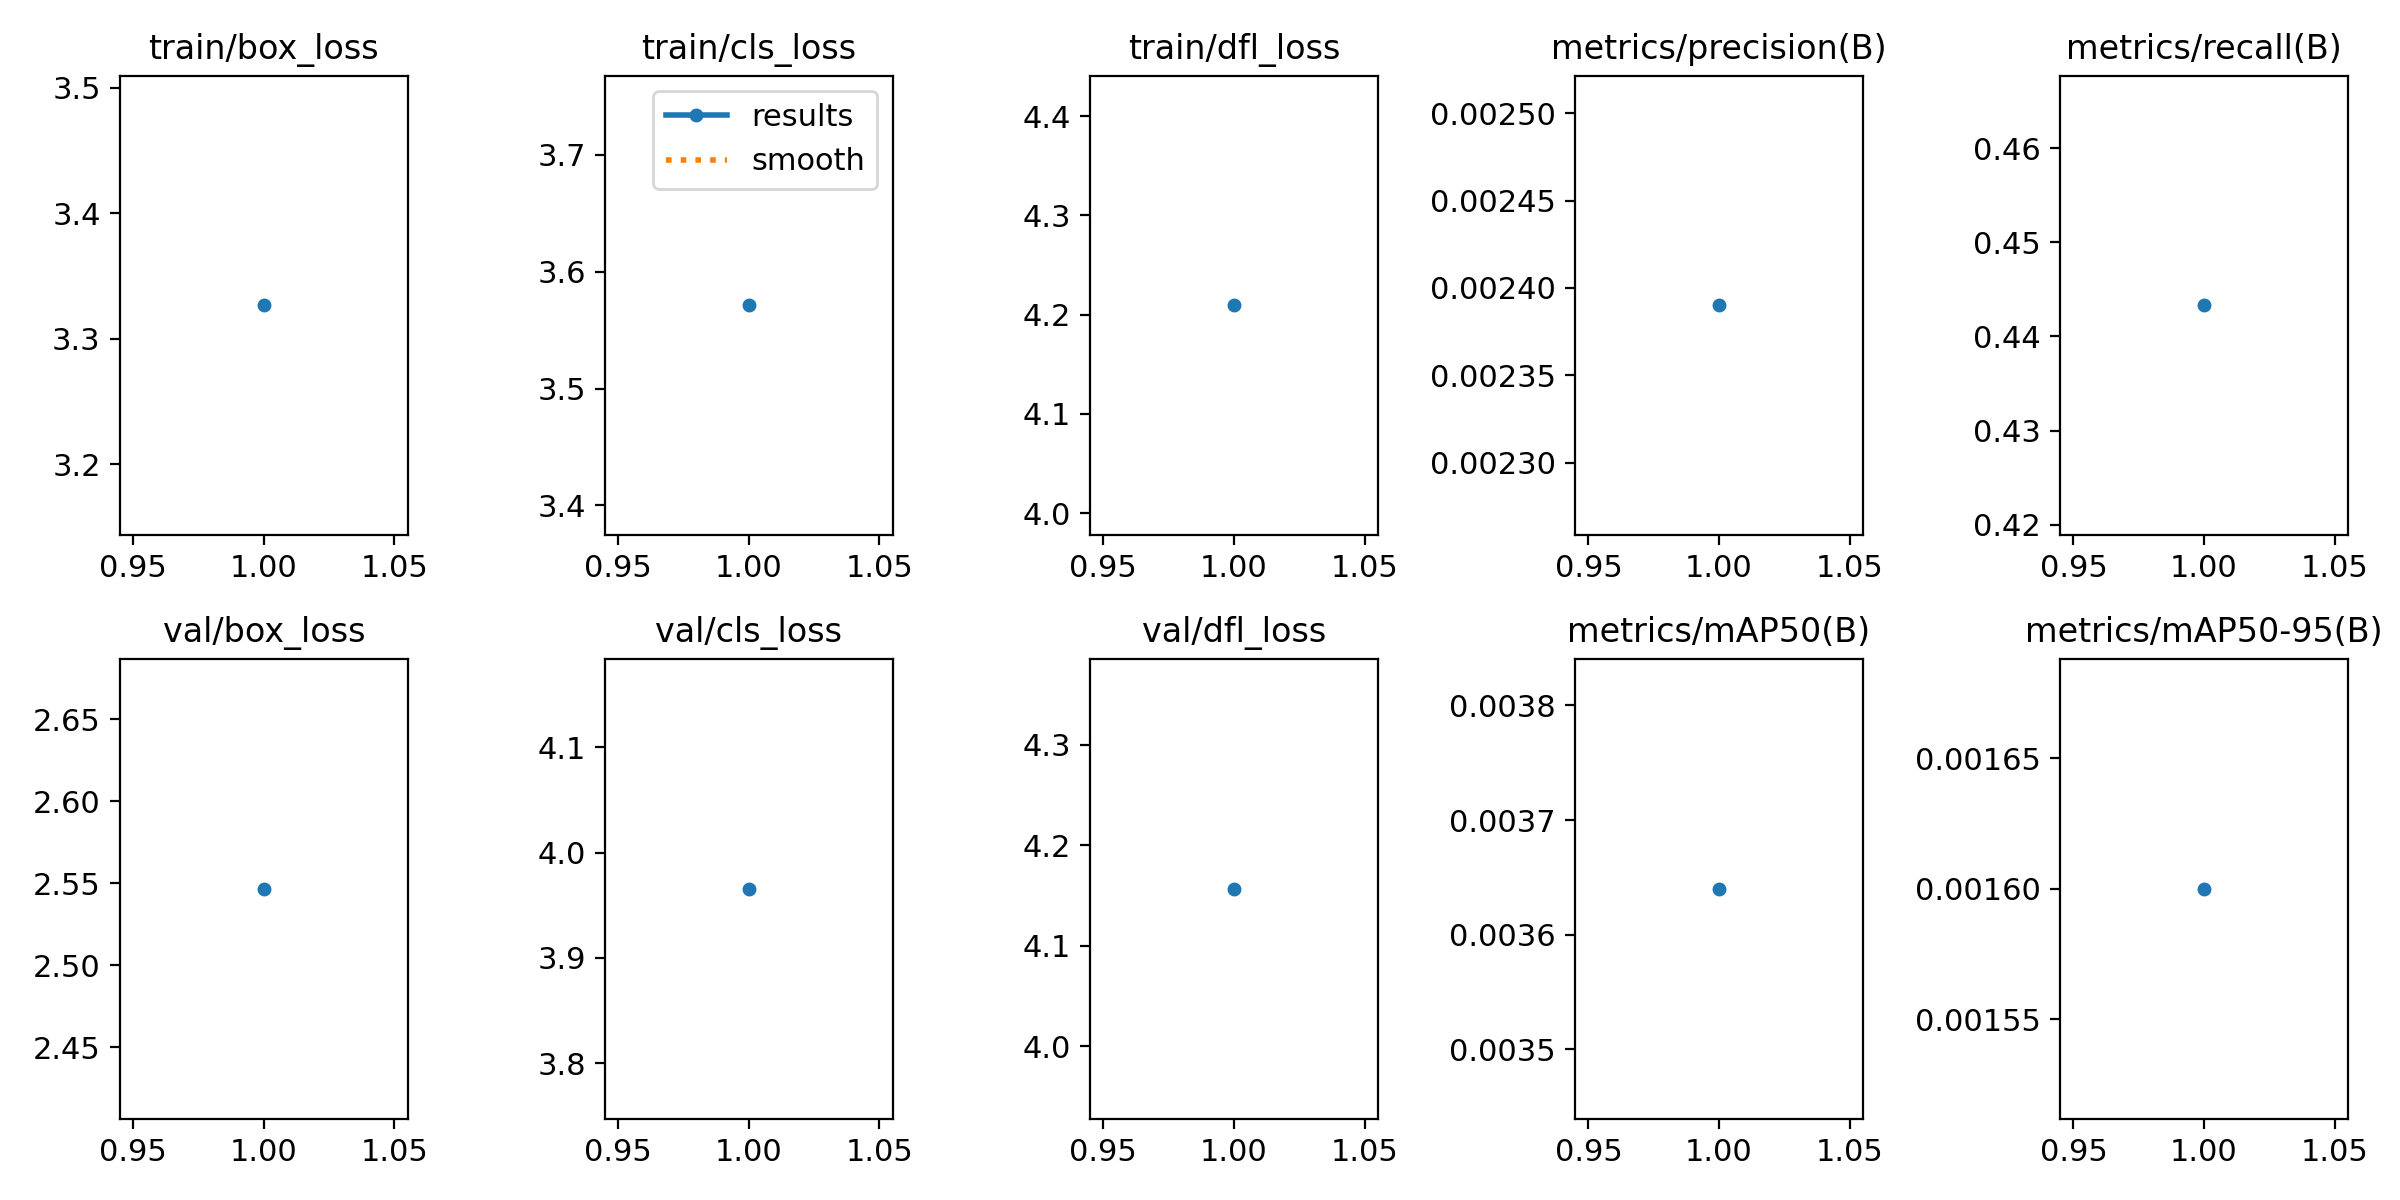 train/box_loss
3.5
3.4
3.3
3.2
0.95 1.00 1.05
train/cls_loss
results
smooth
3.7
3.6
3.5
3.4
0.95 1.00 1.05
train/dfl_loss
4.4
4.3
4.2
4.1
4.0
0.95 1.00 1.05
metrics/precision(B)
0.00250
0.00245
0.00240
0.00235
0.00230
0.95 1.00 1.05
metrics/recall(B)
0.46
0.45
0.44
0.43
0.42
0.95 1.00 1.05
val/box_loss
2.65
2.60
2.55
2.50
2.45
0.95 1.00 1.05
val/cls_loss
4.1
4.0
3.9
3.8
0.95 1.00 1.05
val/dfl_loss
4.3
4.2
4.1
4.0
0.95 1.00 1.05
metrics/mAP50(B)
0.0038
0.0037
0.0036
0.0035
0.95 1.00 1.05
metrics/mAP50-95(B)
0.00165
0.00160
0.00155
0.95 1.00 1.05